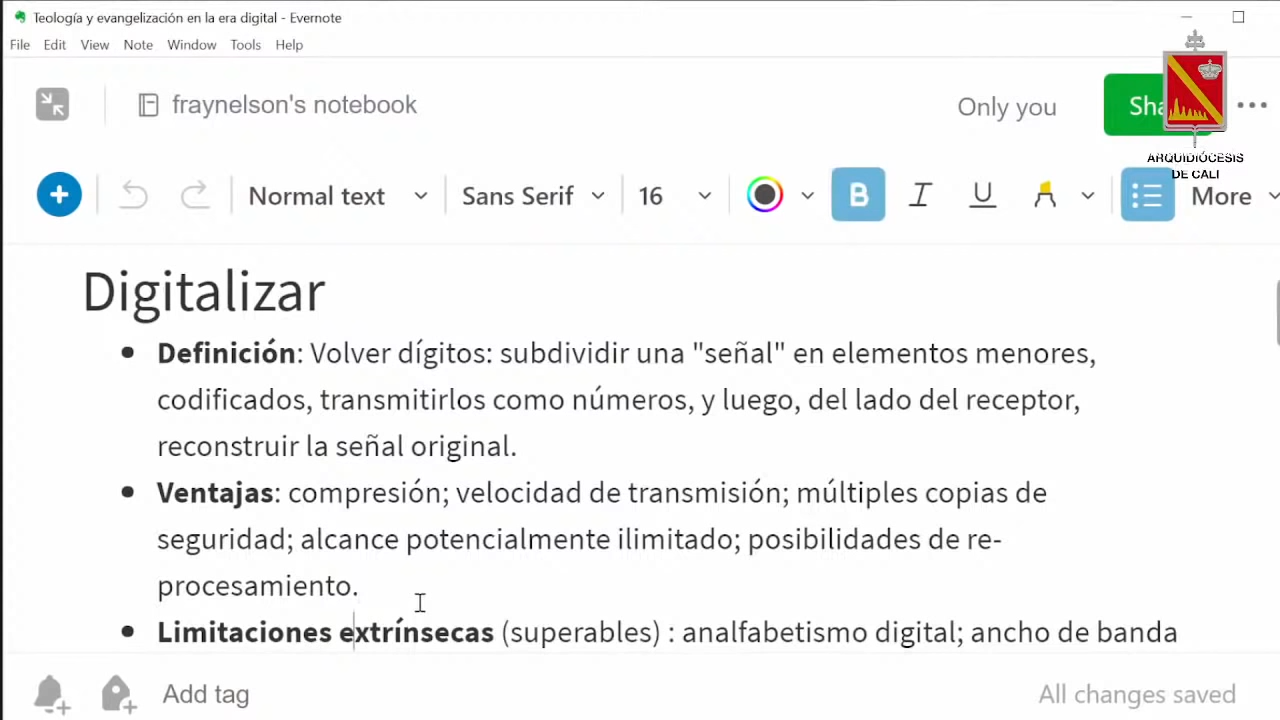 Teología y evangelización en la era digital - Evernote
File Edit View Note Window Tools Help
fraynelson's notebook
Only you
ARQUIDIÓCESIS
DE CALI
Normal text
Sans Serif
16
B
I
U
More
Digitalizar
Definición: Volver dígitos: subdividir una "señal" en elementos menores,
codificados, transmitirlos como números, y luego, del lado del receptor,
reconstruir la señal original.
Ventajas: compresión; velocidad de transmisión; múltiples copias de
seguridad; alcance potencialmente ilimitado; posibilidades de re-
procesamiento.
Limitaciones extrínsecas (superables) : analfabetismo digital; ancho de banda
Add tag
All changes saved